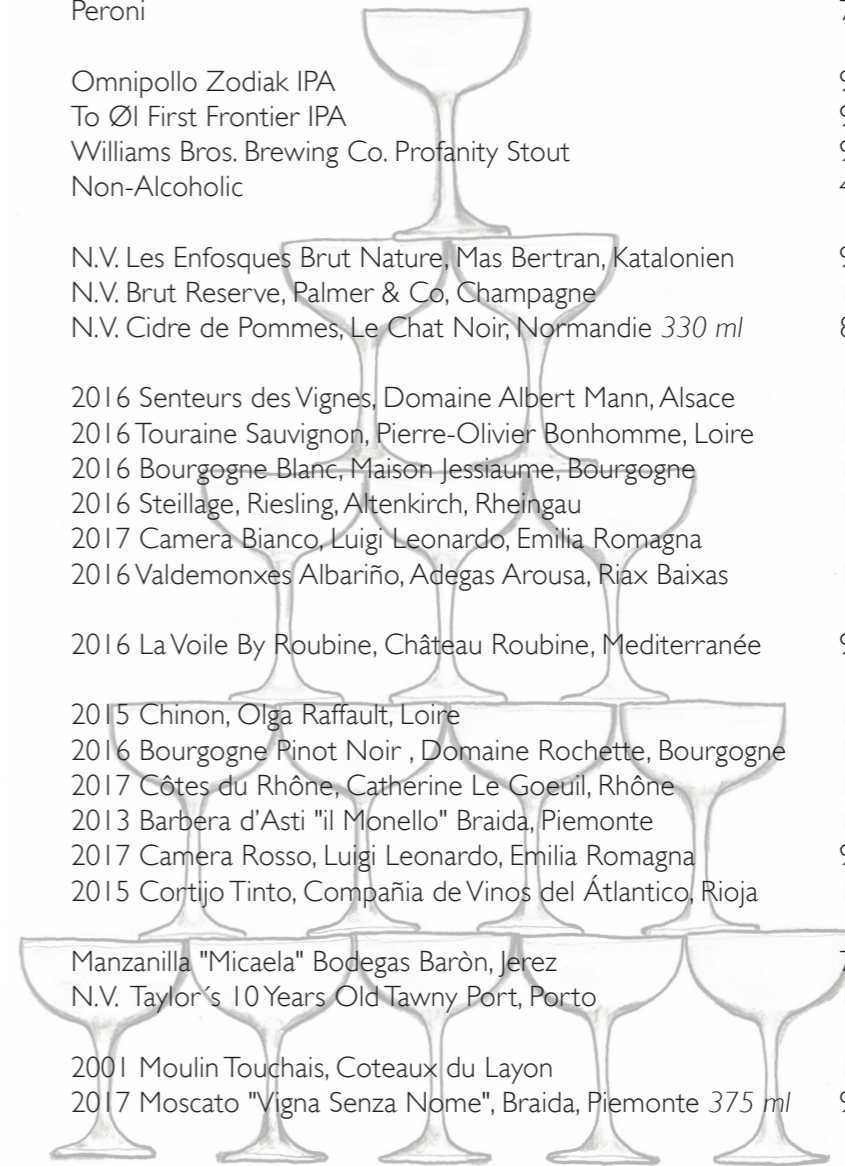 Peroni
Omnipollo Zodiak IPA
To Øl First Frontier IPA
Williams Bros. Brewing Co. Profanity Stout
Non-Alcoholic
N.V. Les Enfosques Brut Nature, Mas Bertran, Katalonien
N.V. Brut Reserve, Palmer & Co, Champagne
N.V. Cidre de Pommes, Le Chat Noir, Normandie 330 ml
2016 Senteurs des Vignes, Domaine Albert Mann, Alsace
2016 Touraine Sauvignon, Pierre-Olivier Bonhomme, Loire
2016 Bourgogne Blanc, Maison Jessiaume, Bourgogne
2016 Steillage, Riesling, Altenkirch, Rheingau
2017 Camera Bianco, Luigi Leonardo, Emilia Romagna
2016 Valdemonxes Albariño, Adegas Arousa, Riax Baixas
2016 La Voile By Roubine, Château Roubine, Mediterranée
2015 Chinon, Olga Raffault, Loire
2016 Bourgogne Pinot Noir , Domaine Rochette, Bourgogne
2017 Côtes du Rhône, Catherine Le Goeuil, Rhône
2013 Barbera d’Asti "il Monello" Braida, Piemonte
2017 Camera Rosso, Luigi Leonardo, Emilia Romagna
2015 Cortijo Tinto, Compañia de Vinos del Átlantico, Rioja
Manzanilla "Micaela" Bodegas Baròn, Jerez
N.V. Taylor´s 10 Years Old Tawny Port, Porto
2001 Moulin Touchais, Coteaux du Layon
2017 Moscato "Vigna Senza Nome", Braida, Piemonte 375 ml